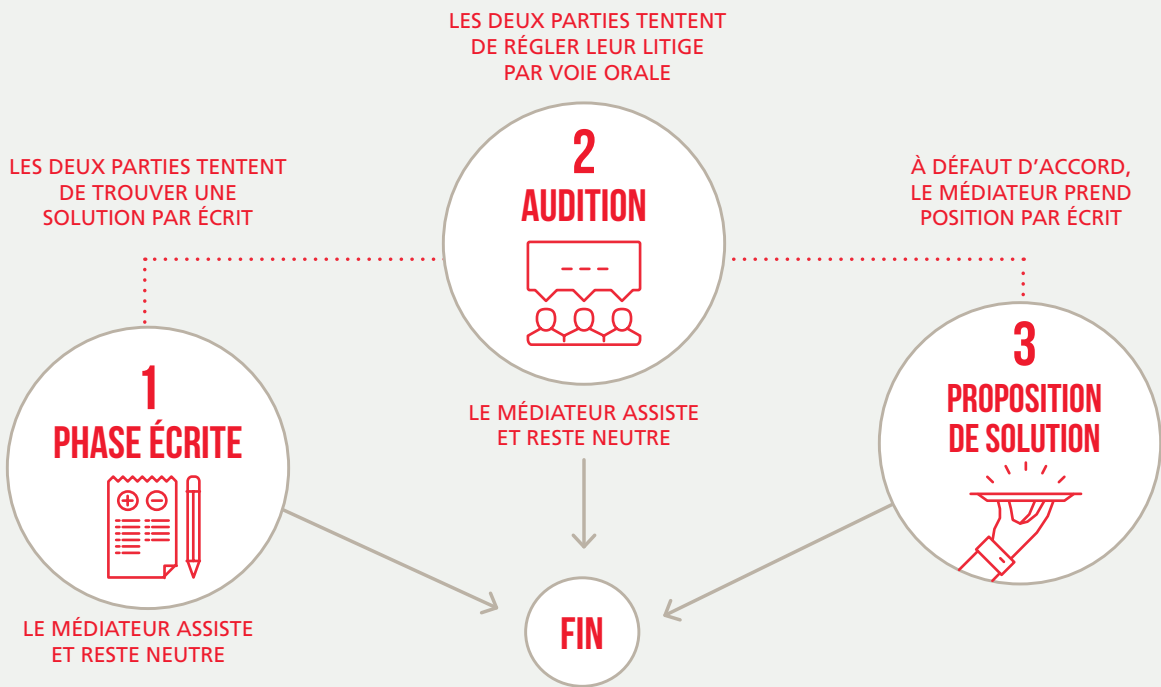 LES DEUX PARTIES TENTENT
DE TROUVER UNE
SOLUTION PAR ÉCRIT
1
PHASE ÉCRITE
LE MÉDIATEUR ASSISTE
ET RESTE NEUTRE
LES DEUX PARTIES TENTENT
DE RÉGLER LEUR LITIGE
PAR VOIE ORALE
2
AUDITION
LE MÉDIATEUR ASSISTE
ET RESTE NEUTRE
À DÉFAUT D’ACCORD,
LE MÉDIATEUR PREND
POSITION PAR ÉCRIT
3
PROPOSITION
DE SOLUTION
FIN